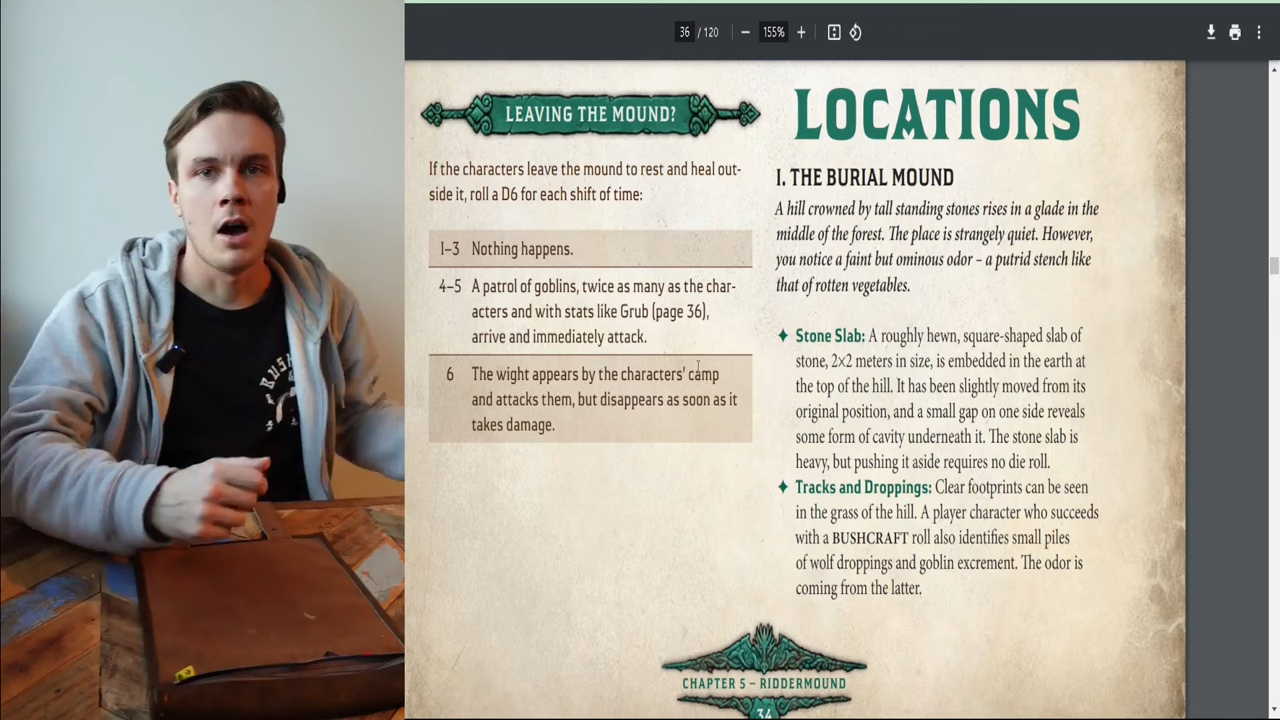 36 / 120
155%
LEAVING THE MOUND?
If the characters leave the mound to rest and heal out-
side it, roll a D6 for each shift of time:
1–3 Nothing happens.
4–5 A patrol of goblins, twice as many as the char-
acters and with stats like Grub (page 36),
arrive and immediately attack.
6 The wight appears by the characters' camp
and attacks them, but disappears as soon as it
takes damage.
LOCATIONS
I. THE BURIAL MOUND
A hill crowned by tall standing stones rises in a glade in the
middle of the forest. The place is strangely quiet. However,
you notice a faint but ominous odor – a putrid stench like
that of rotten vegetables.
Stone Slab: A roughly hewn, square-shaped slab of
stone, 2×2 meters in size, is embedded in the earth at
the top of the hill. It has been slightly moved from its
original position, and a small gap on one side reveals
some form of cavity underneath it. The stone slab is
heavy, but pushing it aside requires no die roll.
Tracks and Droppings: Clear footprints can be seen
in the grass of the hill. A player character who succeeds
with a BUSHCRAFT roll also identifies small piles
of wolf droppings and goblin excrement. The odor is
coming from the latter.
CHAPTER 5 – RIDDERMOUND
34